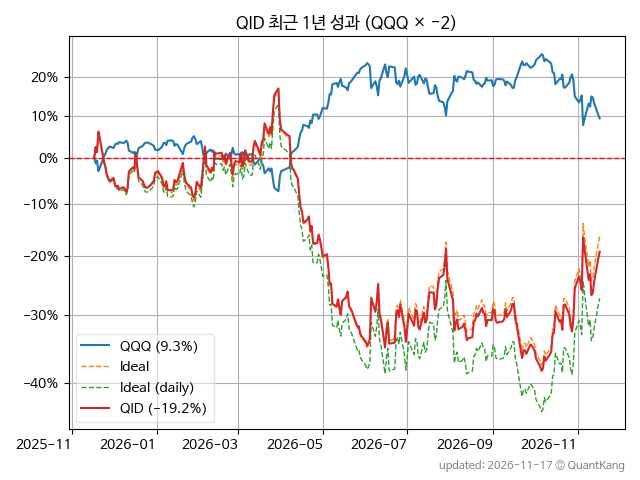 QID 최근 1년 성과 (QQQ × −2)
20%
10%
0%
−10%
−20%
−30%
−40%
QQQ (9.3%)
Ideal
Ideal (daily)
QID (−19.2%)
2025-11
2026-01
2026-03
2026-05
2026-07
2026-09
2026-11
updated: 2026-11-17 © QuantKang